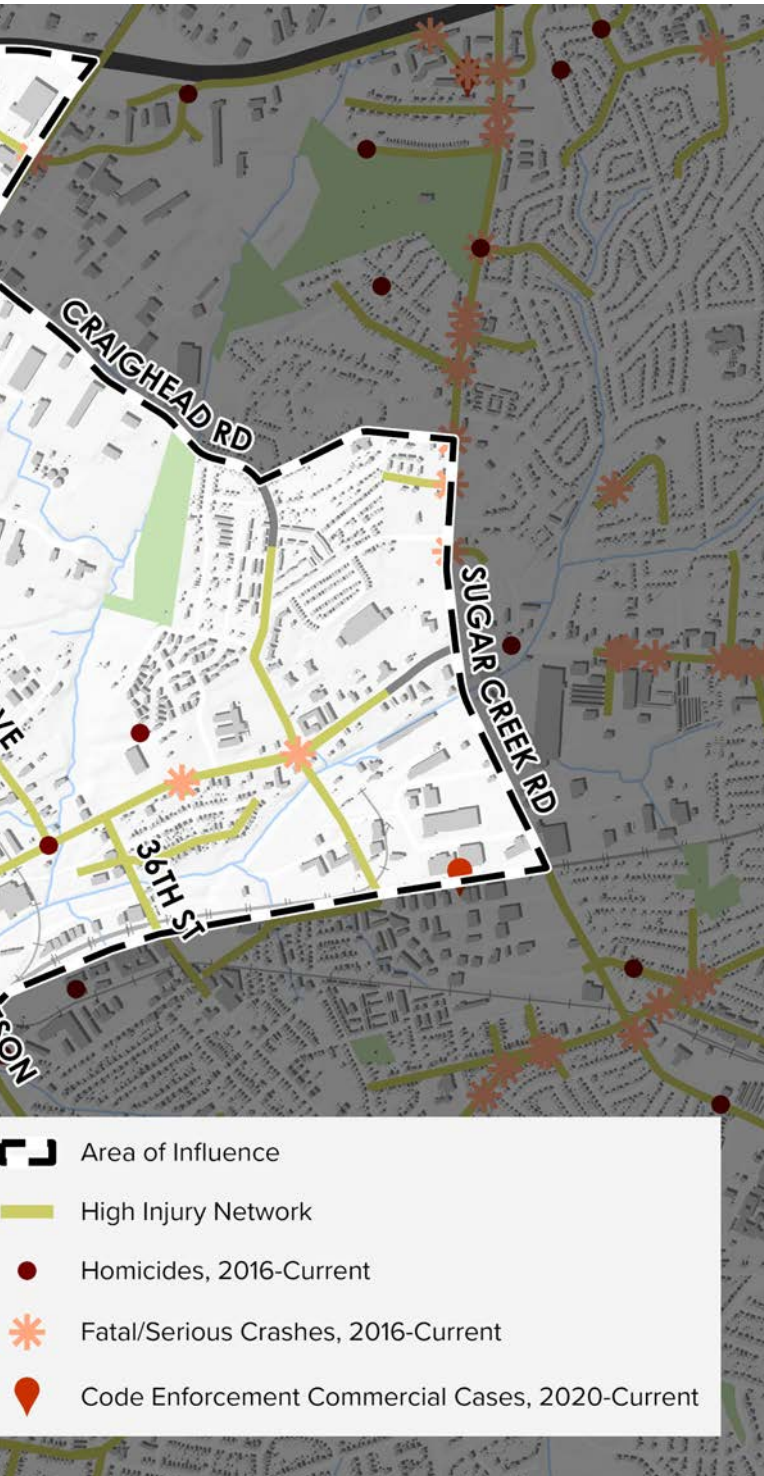 CRAIGHEAD RD
SUGAR CREEK RD
VE
36TH ST
SON
Area of Influence
High Injury Network
Homicides, 2016-Current
Fatal/Serious Crashes, 2016-Current
Code Enforcement Commercial Cases, 2020-Current